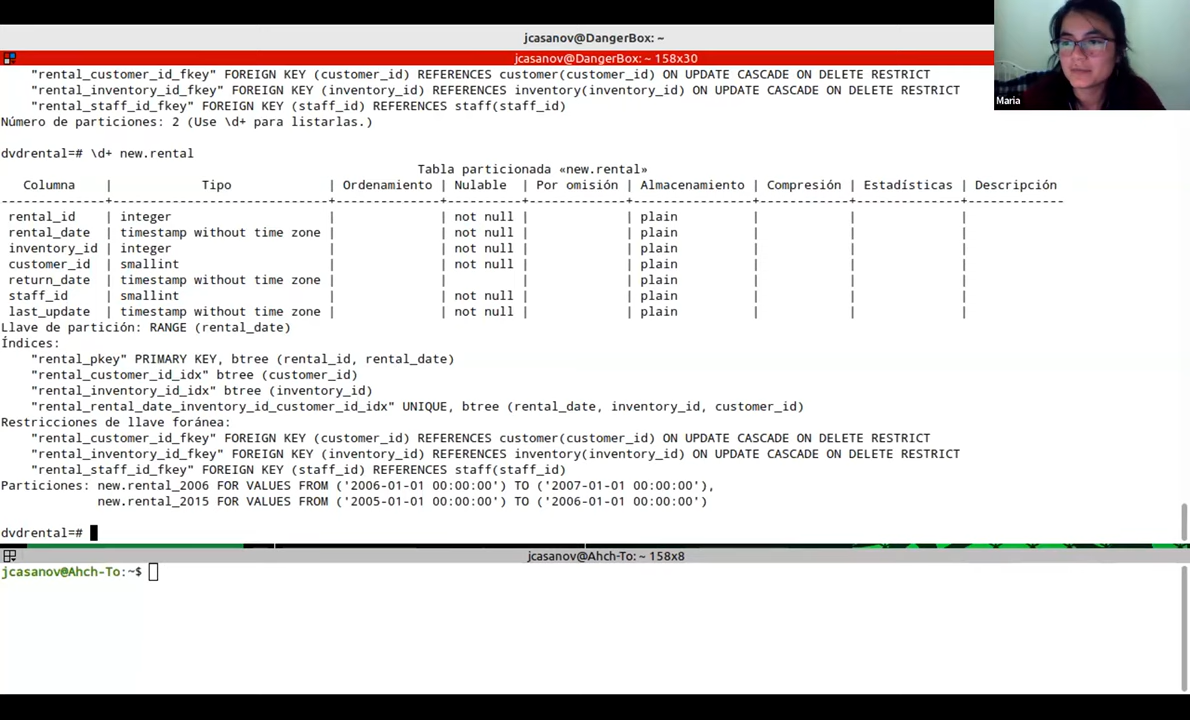 jcasanov@DangerBox: ~
jcasanov@DangerBox: ~ 158x30
"rental_customer_id_fkey" FOREIGN KEY (customer_id) REFERENCES customer(customer_id) ON UPDATE CASCADE ON DELETE RESTRICT
"rental_inventory_id_fkey" FOREIGN KEY (inventory_id) REFERENCES inventory(inventory_id) ON UPDATE CASCADE ON DELETE RESTRICT
"rental_staff_id_fkey" FOREIGN KEY (staff_id) REFERENCES staff(staff_id)
Número de particiones: 2 (Use \d+ para listarlas.)
Maria
dvdrental=# \d+ new.rental
Tabla particionada «new.rental»
Columna | Tipo | Ordenamiento | Nulable | Por omisión | Almacenamiento | Compresión | Estadísticas | Descripción
-------------+-----------------------------+--------------+---------+-------------+----------------+------------+--------------+-------------
rental_id | integer | | not null | | plain | | |
rental_date | timestamp without time zone | | not null | | plain | | |
inventory_id | integer | | not null | | plain | | |
customer_id | smallint | | not null | | plain | | |
return_date | timestamp without time zone | | | | plain | | |
staff_id | smallint | | not null | | plain | | |
last_update | timestamp without time zone | | not null | | plain | | |
Llave de partición: RANGE (rental_date)
Índices:
"rental_pkey" PRIMARY KEY, btree (rental_id, rental_date)
"rental_customer_id_idx" btree (customer_id)
"rental_inventory_id_idx" btree (inventory_id)
"rental_rental_date_inventory_id_customer_id_idx" UNIQUE, btree (rental_date, inventory_id, customer_id)
Restricciones de llave foránea:
"rental_customer_id_fkey" FOREIGN KEY (customer_id) REFERENCES customer(customer_id) ON UPDATE CASCADE ON DELETE RESTRICT
"rental_inventory_id_fkey" FOREIGN KEY (inventory_id) REFERENCES inventory(inventory_id) ON UPDATE CASCADE ON DELETE RESTRICT
"rental_staff_id_fkey" FOREIGN KEY (staff_id) REFERENCES staff(staff_id)
Particiones: new.rental_2006 FOR VALUES FROM ('2006-01-01 00:00:00') TO ('2007-01-01 00:00:00'),
new.rental_2015 FOR VALUES FROM ('2005-01-01 00:00:00') TO ('2006-01-01 00:00:00')
dvdrental=#
jcasanov@Ahch-To: ~ 158x8
jcasanov@Ahch-To:~$